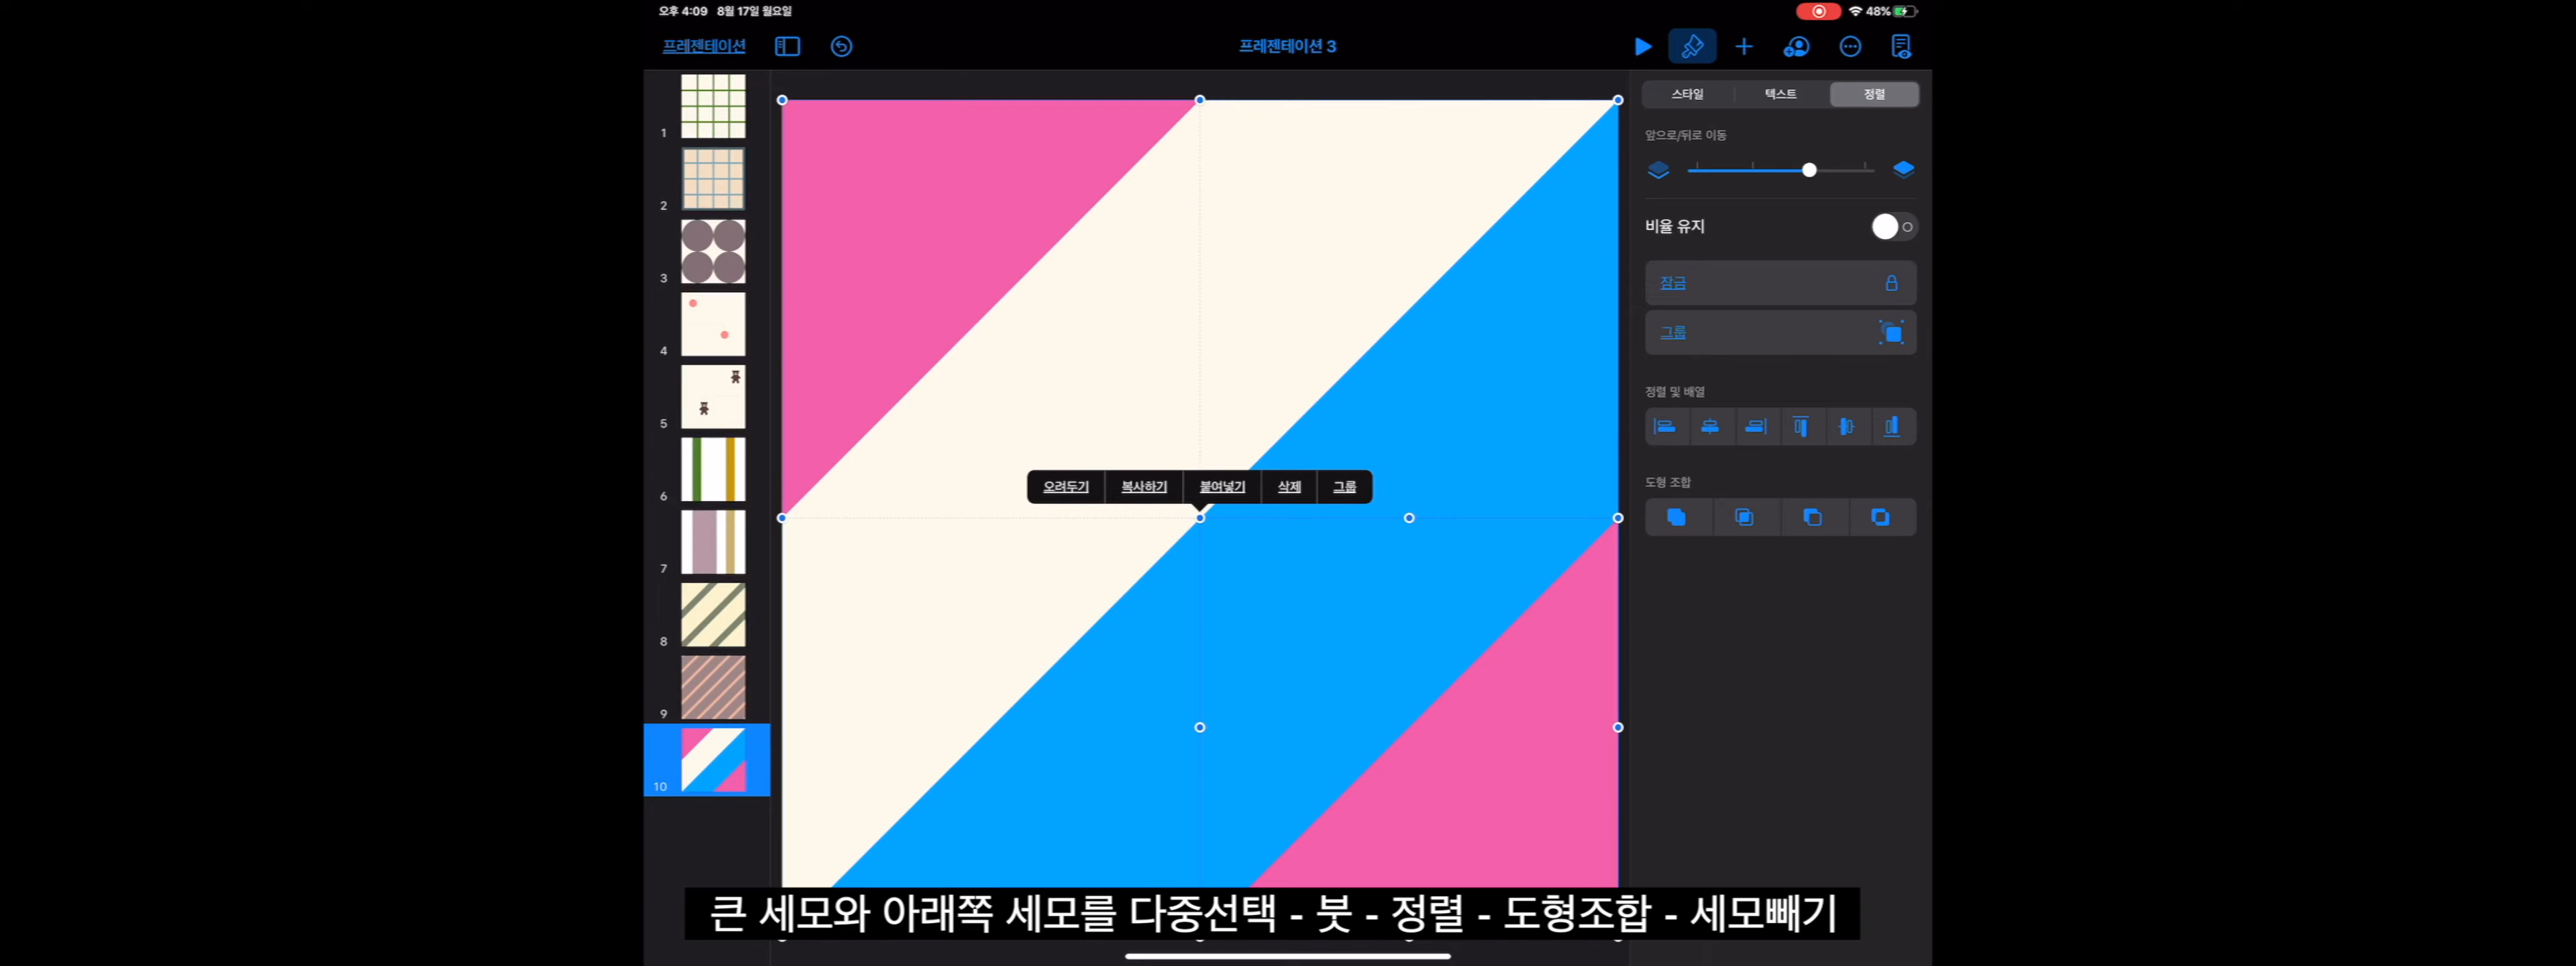 오후 4:09 8월 17일 월요일
48%
프레젠테이션
프레젠테이션 3
스타일
텍스트
정렬
앞으로/뒤로 이동
비율 유지
잠금
그룹
정렬 및 배열
도형 조합
1
2
3
4
5
6
7
8
9
10
오려두기
복사하기
붙여넣기
삭제
그룹
큰 세모와 아래쪽 세모를 다중선택 - 붓 - 정렬 - 도형조합 - 세모빼기